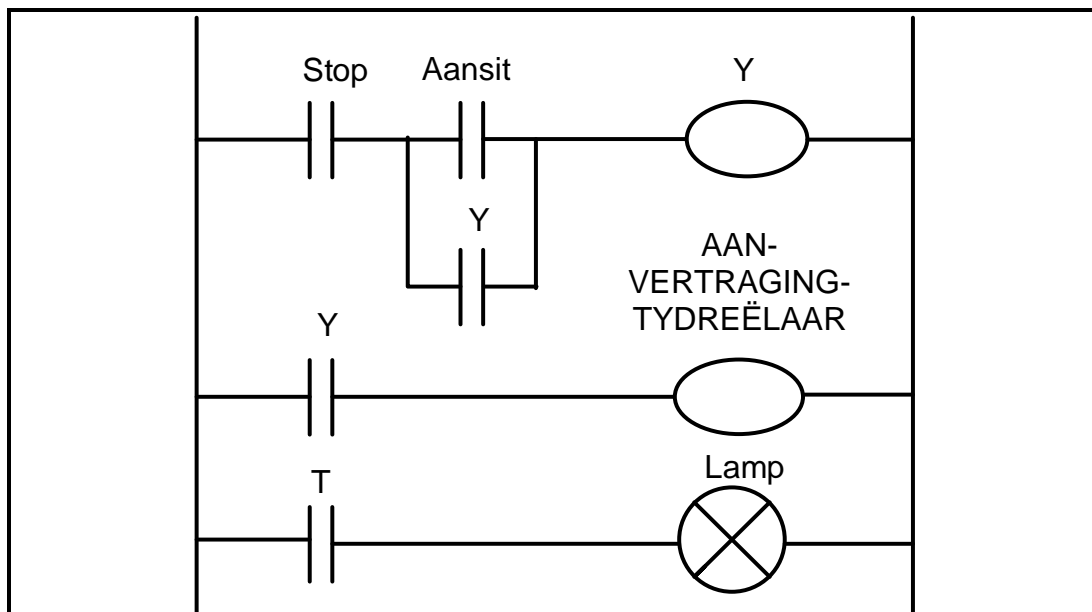 Stop Aansit Y
Y
AAN-
VERTRAGING-
TYDREËLAAR
Y
Lamp
T